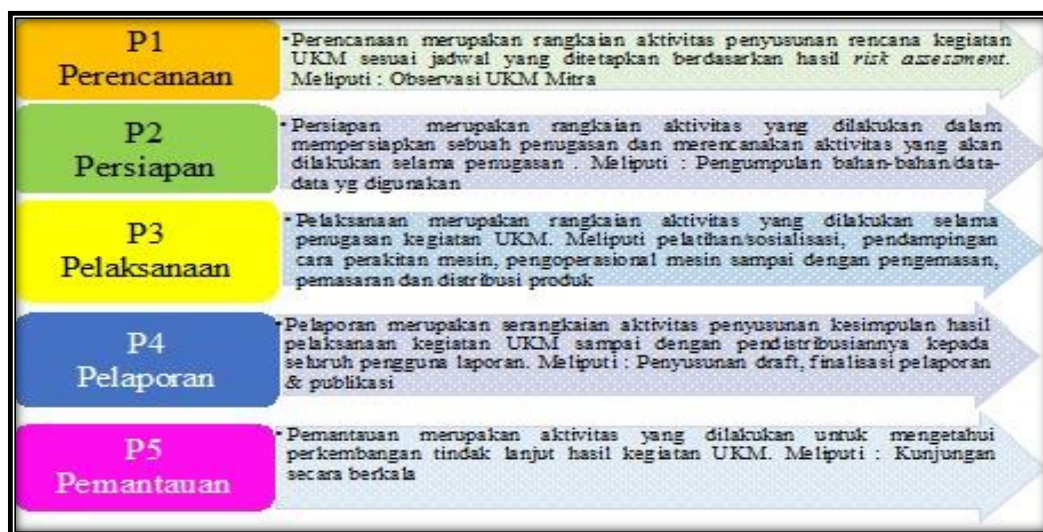 P1
Perencanaan
•Perencanaan merupakan rangkaian aktivitas penyusunan rencana kegiatan
UKM sesuai jadwal yang ditetapkan berdasarkan hasil risk assessment.
Meliputi : Observasi UKM Mitra
P2
Persiapan
•Persiapan merupakan rangkaian aktivitas yang dilakukan dalam
mempersiapkan sebuah penugasan dan merencanakan aktivitas yang akan
dilakukan selama penugasan . Meliputi : Pengumpulan bahan-bahan/data-
data yg digunakan
P3
Pelaksanaan
•Pelaksanaan merupakan rangkaian aktivitas yang dilakukan selama
penugasan kegiatan UKM. Meliputi pelatihan/sosialisasi, pendampingan
cara perakitan mesin, pengoperasional mesin sampai dengan pengemasan,
pemasaran dan distribusi produk
P4
Pelaporan
•Pelaporan merupakan serangkaian aktivitas penyusunan kesimpulan hasil
pelaksanaan kegiatan UKM sampai dengan pendistribusiannya kepada
seluruh pengguna laporan. Meliputi : Penyusunan draft, finalisasi pelaporan
& publikasi
P5
Pemantauan
•Pemantauan merupakan aktivitas yang dilakukan untuk mengetahui
perkembangan tindak lanjut hasil kegiatan UKM. Meliputi : Kunjungan
secara berkala